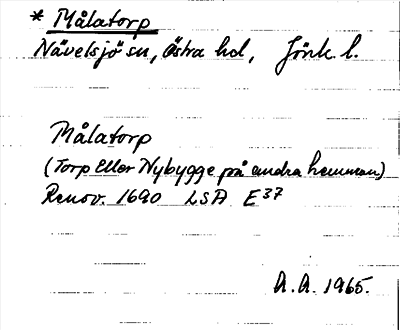 * Målatorp
Nävelsjö sn, Östra hd, Jönk. l.
Målatorp
(Torp Eller Nybygge på andra hemman)
Renov. 1690 LSA E37
A.A. 1965.